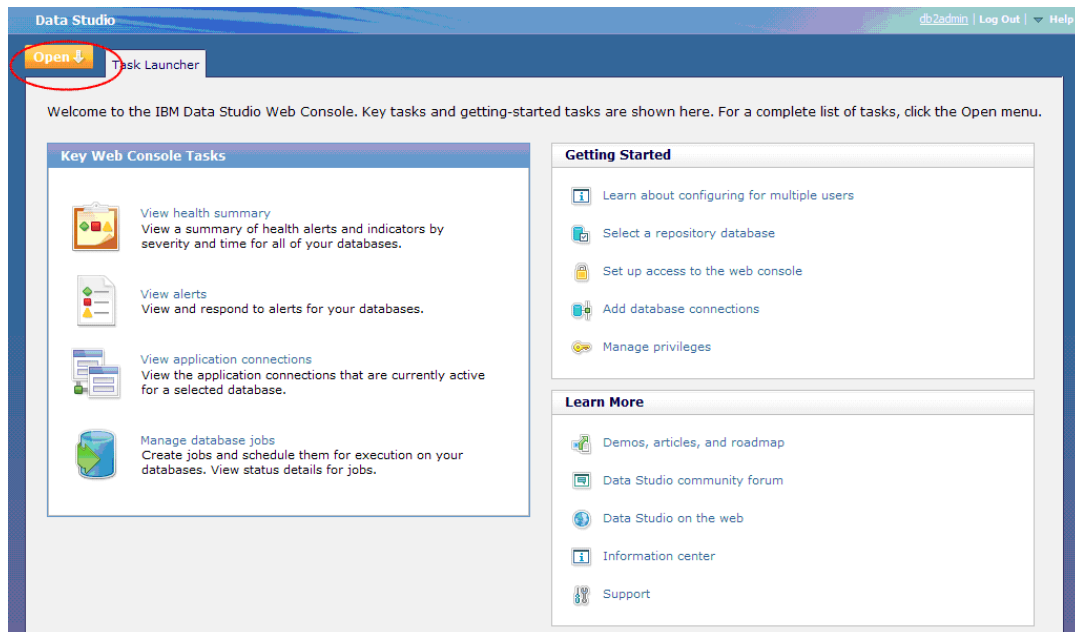 Data Studio
db2admin | Log Out | Help
Open
Task Launcher
Welcome to the IBM Data Studio Web Console. Key tasks and getting-started tasks are shown here. For a complete list of tasks, click the Open menu.
Key Web Console Tasks
View health summary
View a summary of health alerts and indicators by
severity and time for all of your databases.
View alerts
View and respond to alerts for your databases.
View application connections
View the application connections that are currently active
for a selected database.
Manage database jobs
Create jobs and schedule them for execution on your
databases. View status details for jobs.
Getting Started
Learn about configuring for multiple users
Select a repository database
Set up access to the web console
Add database connections
Manage privileges
Learn More
Demos, articles, and roadmap
Data Studio community forum
Data Studio on the web
Information center
Support